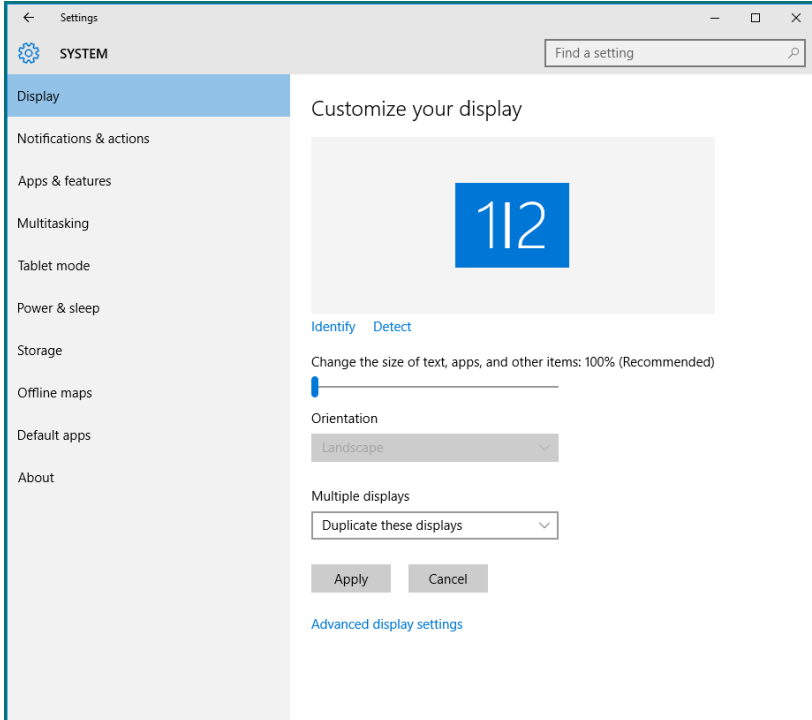 Settings
SYSTEM
Find a setting
Display
Notifications & actions
Apps & features
Multitasking
Tablet mode
Power & sleep
Storage
Offline maps
Default apps
About
Customize your display
1|2
Identify Detect
Change the size of text, apps, and other items: 100% (Recommended)
Orientation
Landscape
Multiple displays
Duplicate these displays
Apply Cancel
Advanced display settings